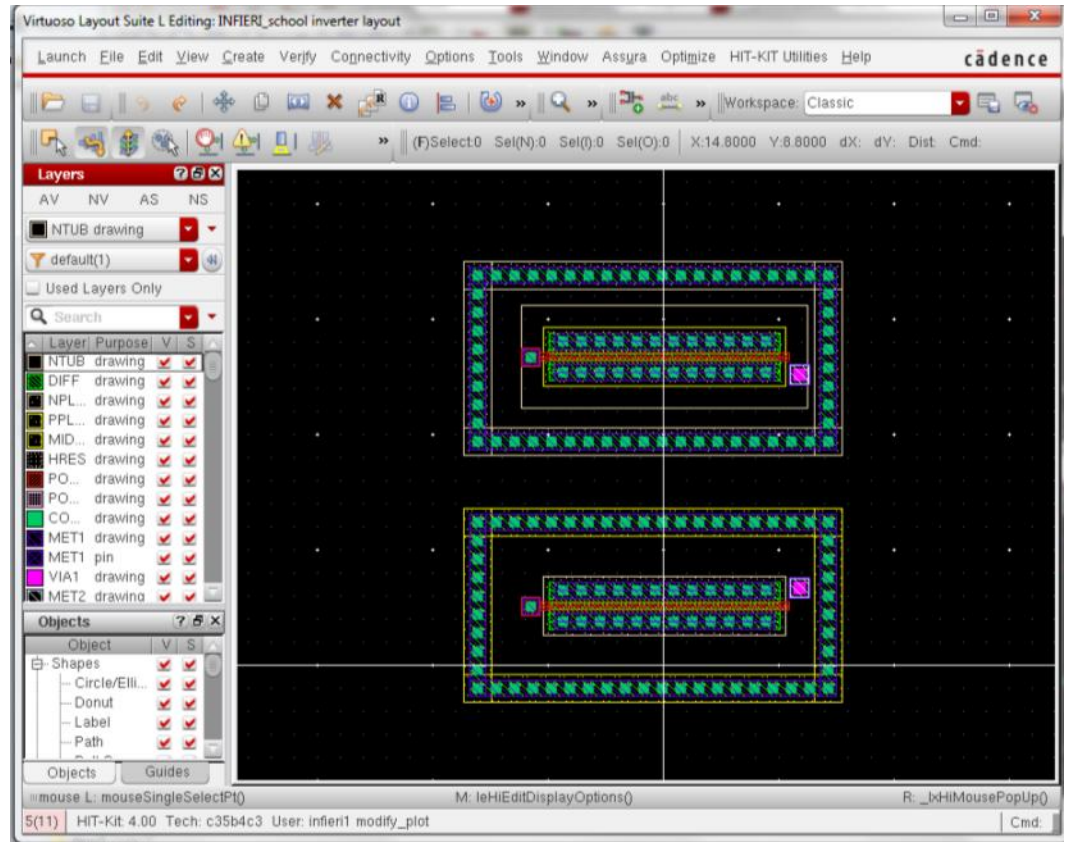 Virtuoso Layout Suite L Editing: INFIERI_school inverter layout
Launch File Edit View Create Verify Connectivity Options Tools Window Assura Optimize HIT-KIT Utilities Help cādence
Workspace: Classic
(F)Select:0 Sel(N):0 Sel(I):0 Sel(O):0 X:14.8000 Y:8.8000 dX: dY: Dist: Cmd:
Layers
AV NV AS NS
NTUB drawing
default(1)
Used Layers Only
Search
Layer Purpose V S
NTUB drawing
DIFF drawing
NPL... drawing
PPL... drawing
MID... drawing
HRES drawing
PO... drawing
PO... drawing
CO... drawing
MET1 drawing
MET1 pin
VIA1 drawing
MET2 drawing
Objects
Object V S
Shapes
Circle/Elli...
Donut
Label
Path
Objects Guides
mouse L: mouseSingleSelectPt() M: leHiEditDisplayOptions() R: _lxHiMousePopUp()
5(11) HIT-Kit: 4.00 Tech: c35b4c3 User: infieri1 modify_plot Cmd: